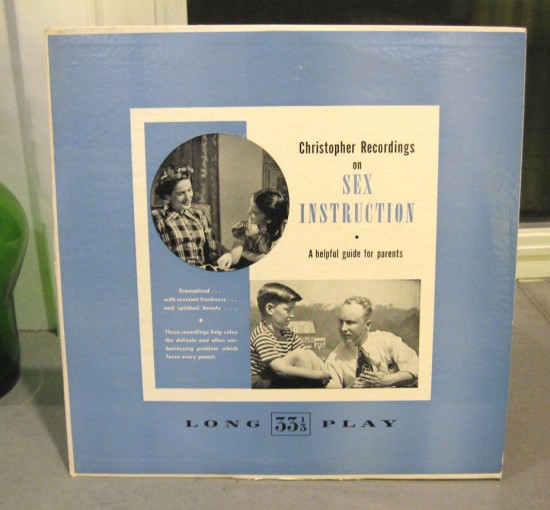 Christopher Recordings
on
SEX
INSTRUCTION
•
A helpful guide for parents
Dramatized . . .
with reverent frankness . . .
and spiritual beauty . . .
These recordings help solve
the delicate and often em-
barrassing problem which
faces every parent.
LONG 33⅓ PLAY